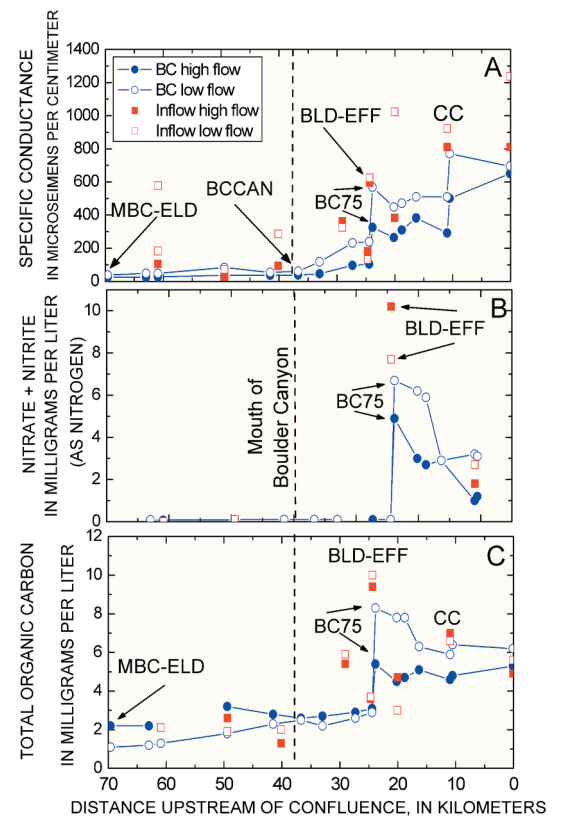 SPECIFIC CONDUCTANCE
IN MICROSEIMENS PER CENTIMETER
1400
1200
1000
800
600
400
200
0
BC high flow
BC low flow
Inflow high flow
Inflow low flow
A
BLD-EFF
CC
BCCAN
BC75
MBC-ELD
NITRATE + NITRITE
IN MILLIGRAMS PER LITER
(AS NITROGEN)
10
8
6
4
2
0
B
BLD-EFF
BC75
Mouth of
Boulder Canyon
TOTAL ORGANIC CARBON
IN MILLIGRAMS PER LITER
12
10
8
6
4
2
0
C
BLD-EFF
BC75
CC
MBC-ELD
70 60 50 40 30 20 10 0
DISTANCE UPSTREAM OF CONFLUENCE, IN KILOMETERS